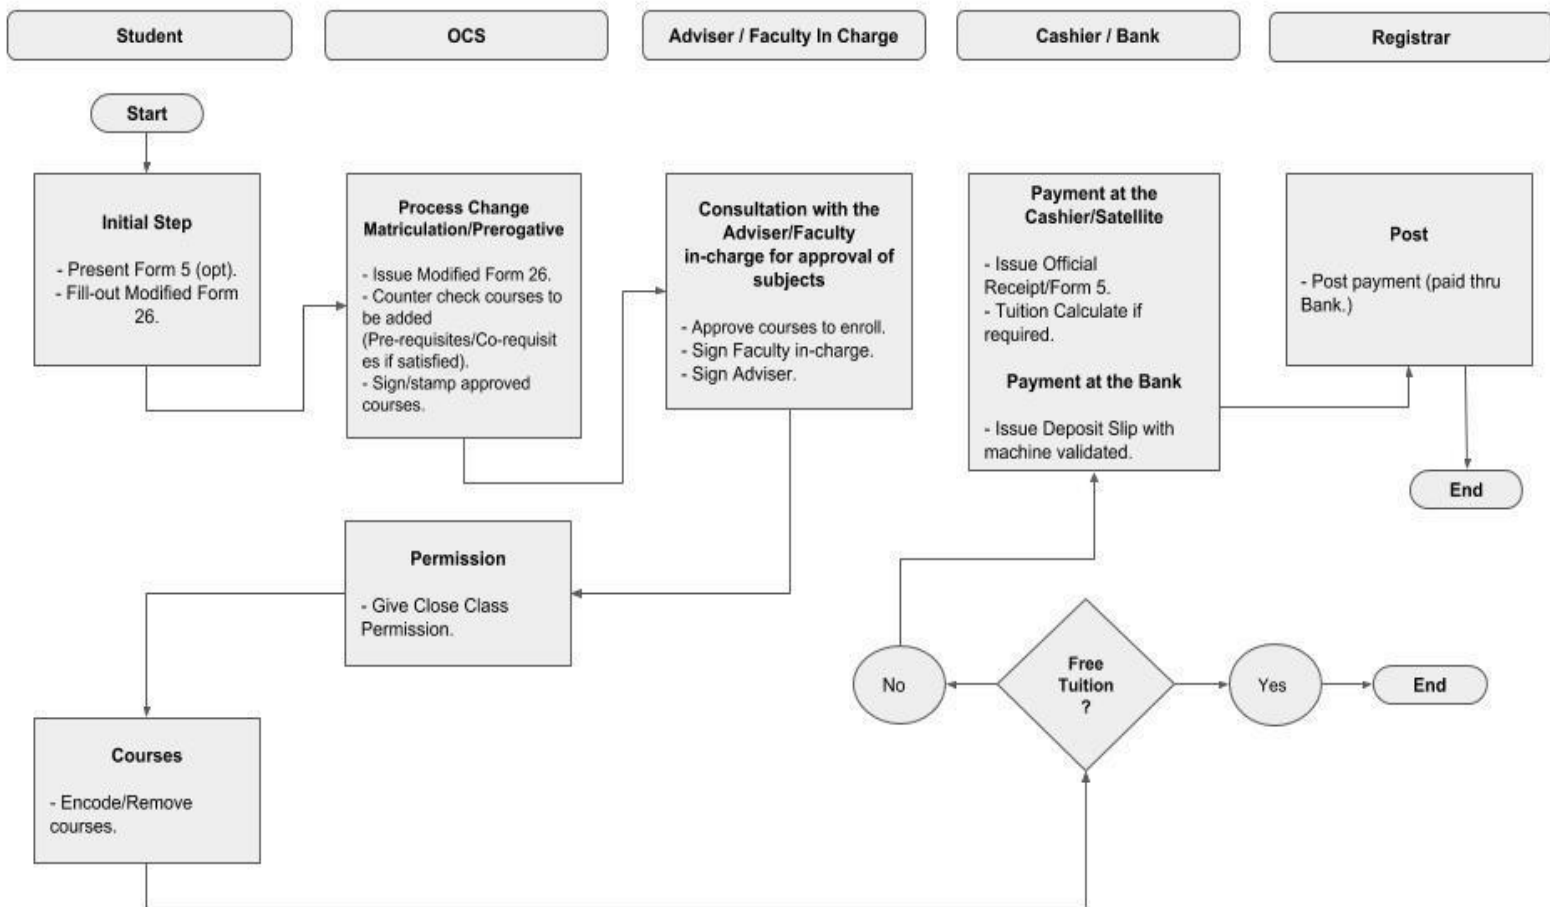 Student
OCS
Adviser / Faculty In Charge
Cashier / Bank
Registrar
Start
Initial Step
- Present Form 5 (opt).
- Fill-out Modified Form
26.
Process Change
Matriculation/Prerogative
- Issue Modified Form 26.
- Counter check courses to
be added
(Pre-requisites/Co-requisit
es if satisfied).
- Sign/stamp approved
courses.
Consultation with the
Adviser/Faculty
in-charge for approval of
subjects
- Approve courses to enroll.
- Sign Faculty in-charge.
- Sign Adviser.
Payment at the
Cashier/Satellite
- Issue Official
Receipt/Form 5.
- Tuition Calculate if
required.
Payment at the Bank
- Issue Deposit Slip with
machine validated.
Post
- Post payment (paid thru
Bank.)
End
Permission
- Give Close Class
Permission.
Courses
- Encode/Remove
courses.
No
Free
Tuition
?
Yes
End